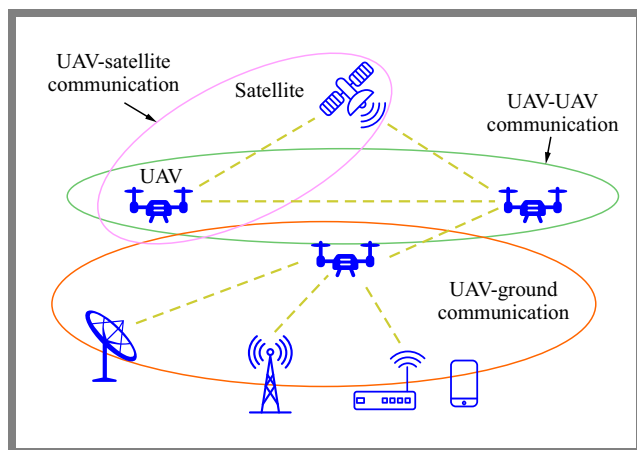 UAV-satellite
communication
Satellite
UAV-UAV
communication
UAV
UAV-ground
communication